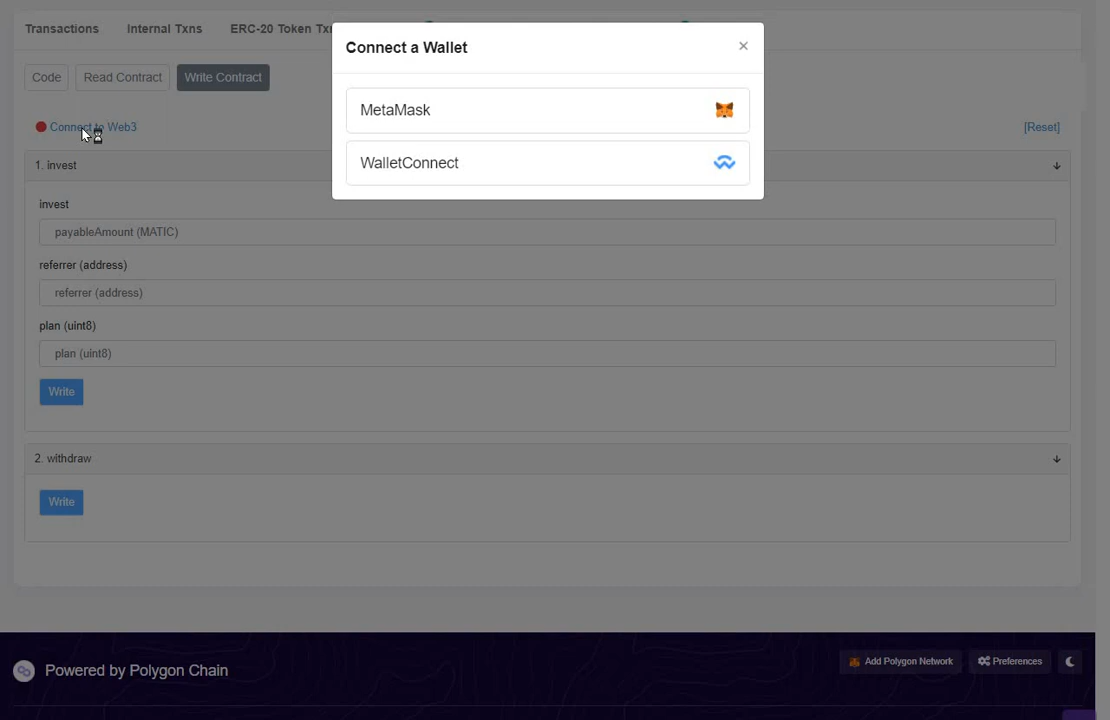 Transactions
Internal Txns
ERC-20 Token Txn
Connect a Wallet
×
MetaMask
WalletConnect
Code
Read Contract
Write Contract
Connect to Web3
[Reset]
1. invest
invest
payableAmount (MATIC)
referrer (address)
referrer (address)
plan (uint8)
plan (uint8)
Write
2. withdraw
Write
Powered by Polygon Chain
Add Polygon Network
Preferences